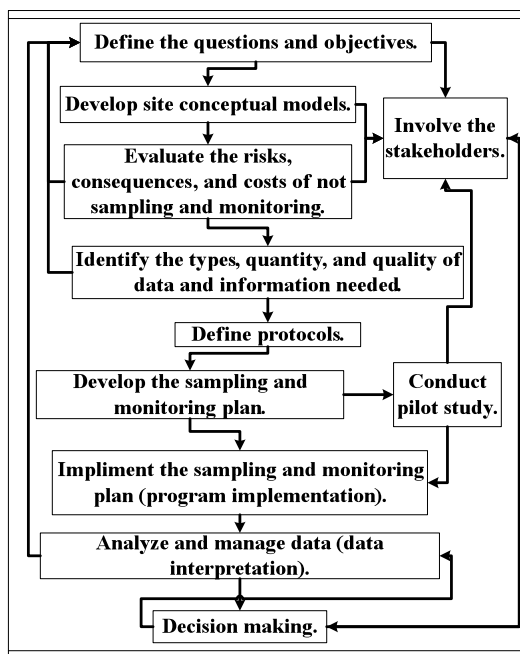 Define the questions and objectives.
Develop site conceptual models.
Involve the
stakeholders.
Evaluate the risks,
consequences, and costs of not
sampling and monitoring.
Identify the types, quantity, and quality of
data and information needed.
Define protocols.
Develop the sampling and
monitoring plan.
Conduct
pilot study.
Impliment the sampling and monitoring
plan (program implementation).
Analyze and manage data (data
interpretation).
Decision making.